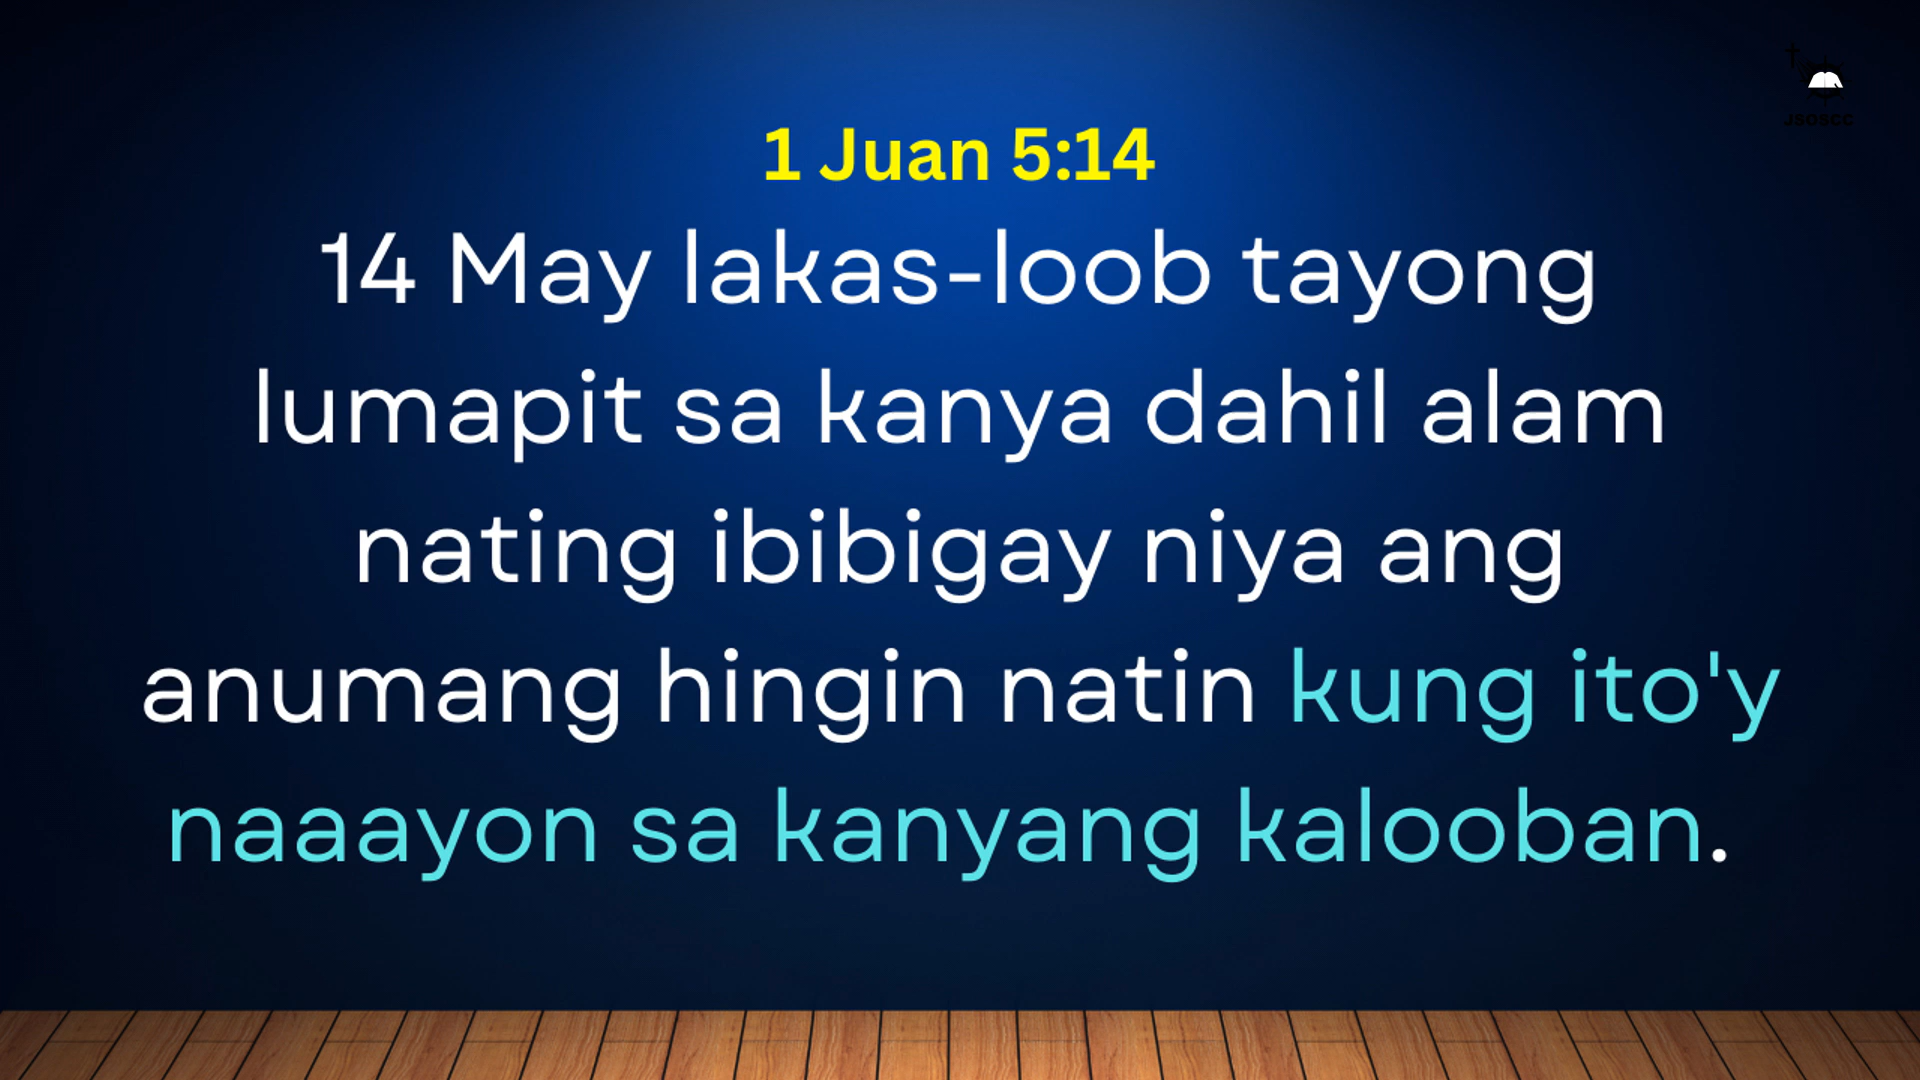 JSOSCC
1 Juan 5:14
14 May lakas-loob tayong
lumapit sa kanya dahil alam
nating ibibigay niya ang
anumang hingin natin kung ito'y
naaayon sa kanyang kalooban.